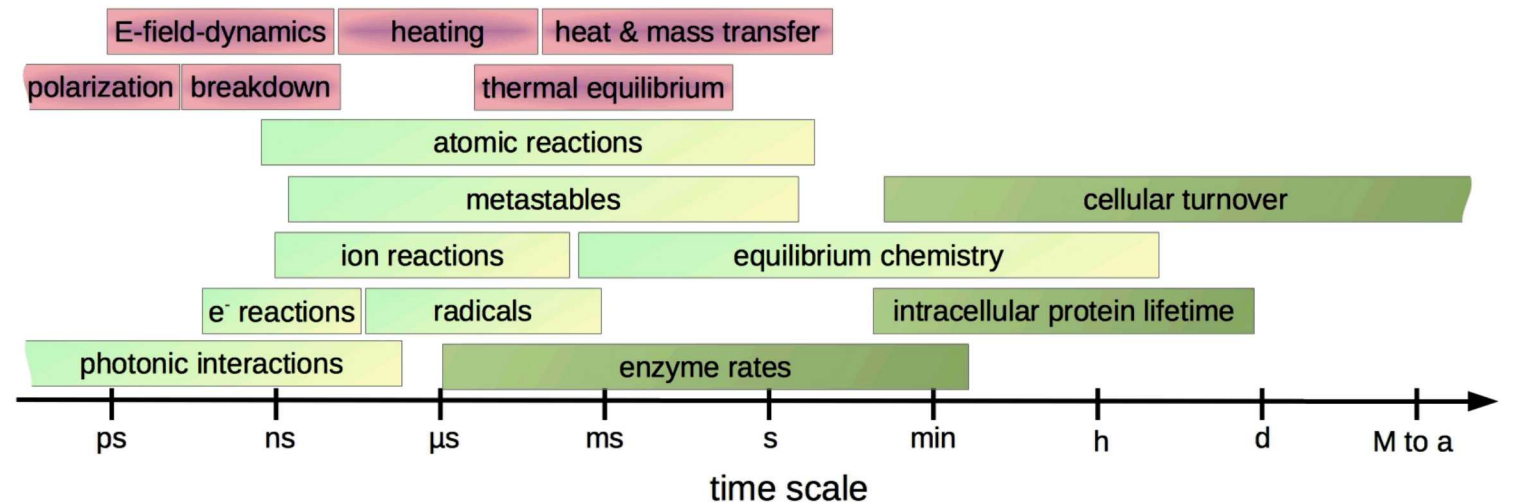 E-field-dynamics heating heat & mass transfer
polarization breakdown thermal equilibrium
atomic reactions
metastables cellular turnover
ion reactions equilibrium chemistry
e⁻ reactions radicals intracellular protein lifetime
photonic interactions enzyme rates
ps ns µs ms s min h d M to a
time scale